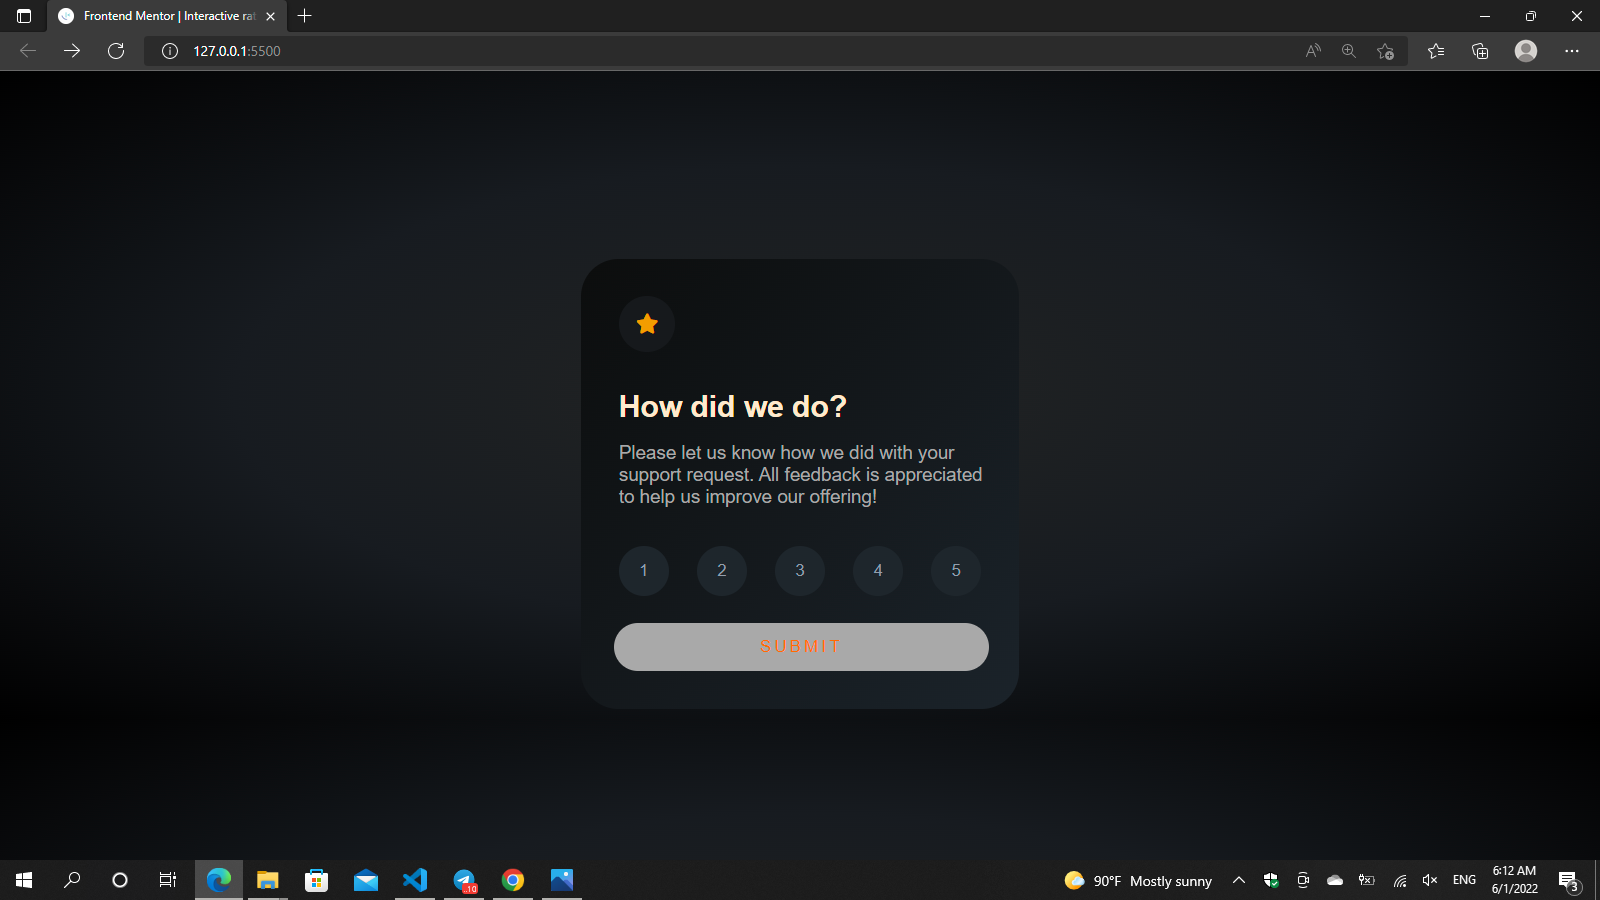 Frontend Mentor | Interactive rat
127.0.0.1:5500
How did we do?
Please let us know how we did with your
support request. All feedback is appreciated
to help us improve our offering!
1 2 3 4 5
SUBMIT
.10
90°F Mostly sunny
ENG
6:12 AM
6/1/2022
3